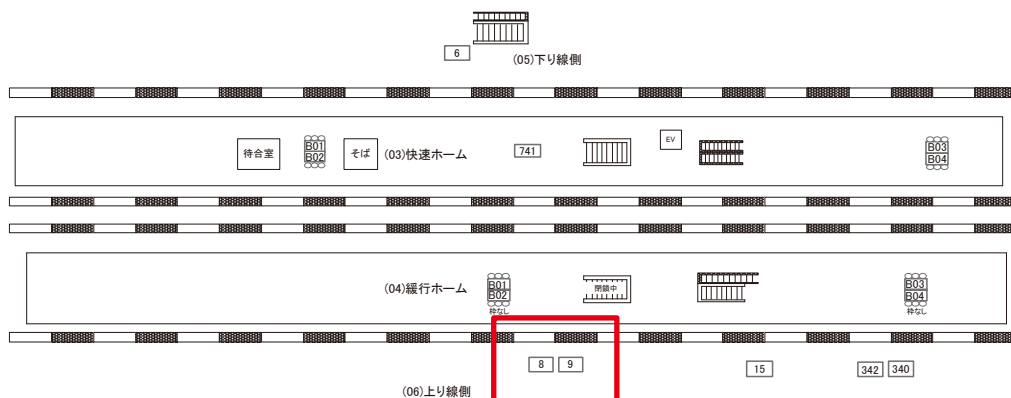 6
(05)下り線側
待合室
B01
B02
そば
(03)快速ホーム
741
EV
B03
B04
(04)緩行ホーム
B01
B02
枠なし
閉鎖中
B03
B04
枠なし
8
9
15
342
340
(06)上り線側